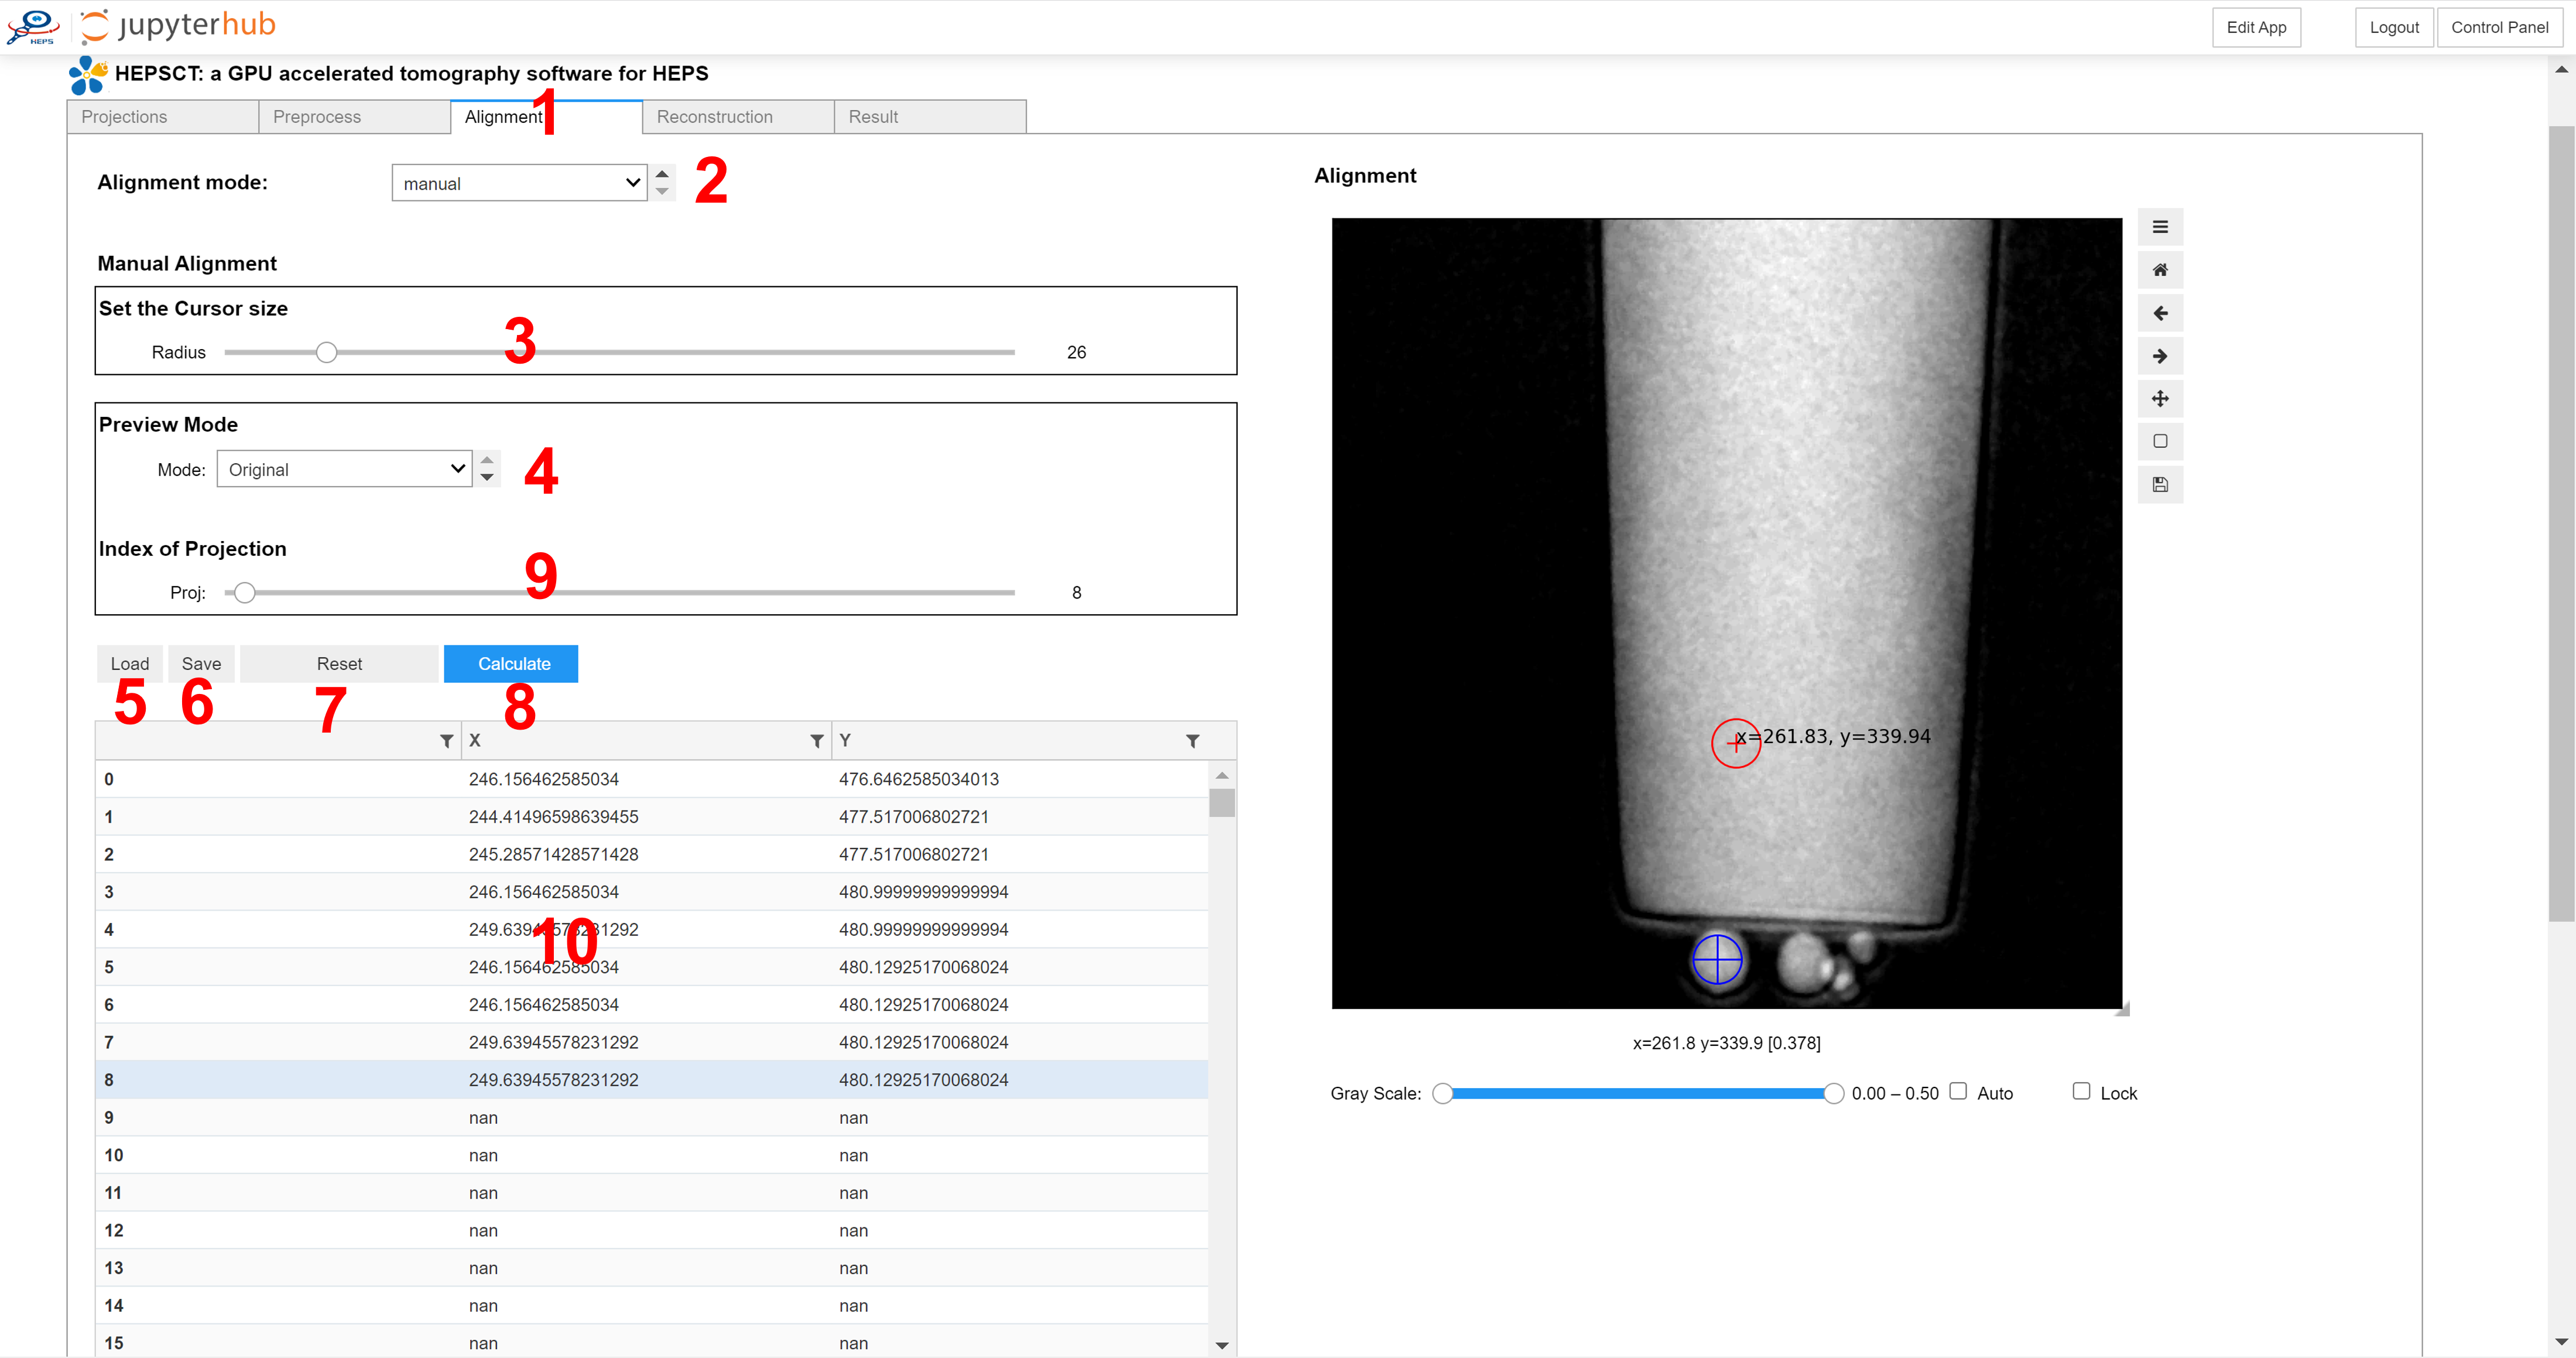 HEPS jupyterhub Edit App Logout Control Panel
HEPSCT: a GPU accelerated tomography software for HEPS
Projections Preprocess Alignment Reconstruction Result
1
Alignment mode: manual 2
Manual Alignment
Set the Cursor size
Radius 26
3
Preview Mode
Mode: Original 4
Index of Projection
9
Proj: 8
Load Save Reset Calculate
5 6 7 8
X Y
0 246.156462585034 476.6462585034013
1 244.41496598639455 477.517006802721
2 245.28571428571428 477.517006802721
3 246.156462585034 480.99999999999994
4 249.63945578231292 480.99999999999994
10
5 246.156462585034 480.12925170068024
6 246.156462585034 480.12925170068024
7 249.63945578231292 480.12925170068024
8 249.63945578231292 480.12925170068024
9 nan nan
10 nan nan
11 nan nan
12 nan nan
13 nan nan
14 nan nan
15 nan nan
Alignment
x=261.83, y=339.94
x=261.8 y=339.9 [0.378]
Gray Scale: 0.00 – 0.50 Auto Lock